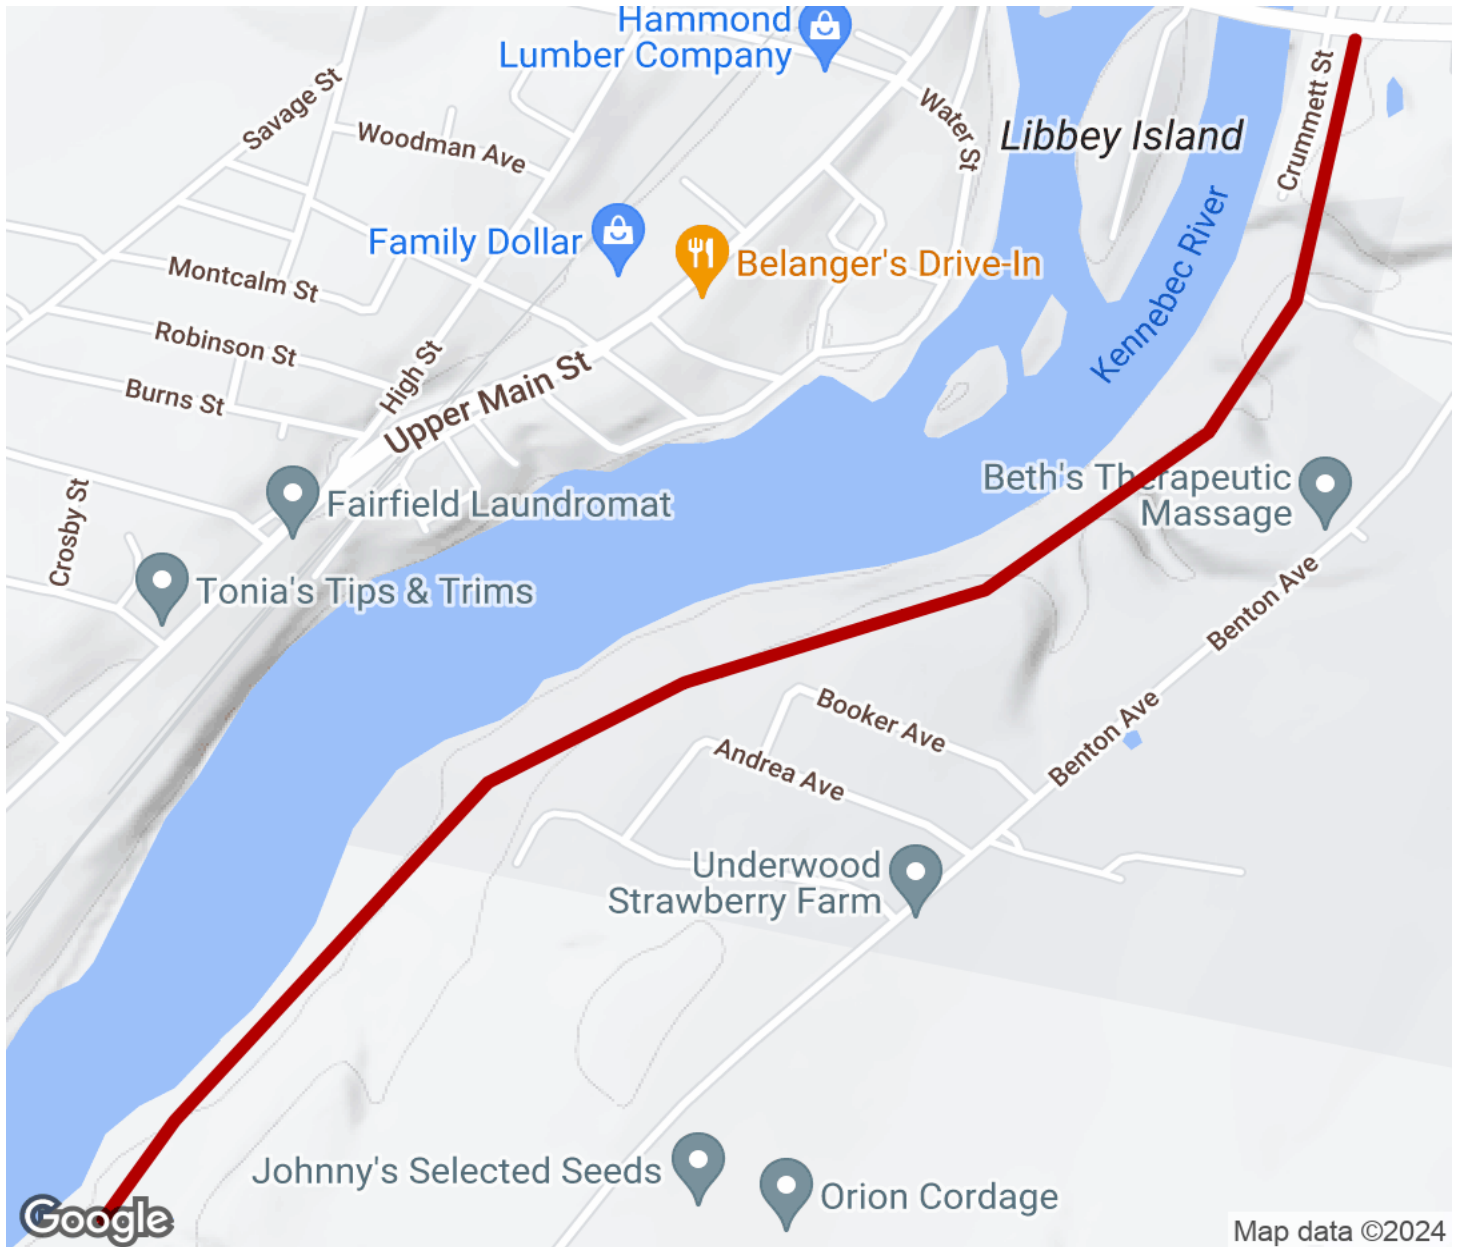 Hammond
Lumber Company
Savage St
Woodman Ave
Water St
Libbey Island
Crummett St
Family Dollar
Belanger's Drive-In
Kennebec River
Montcalm St
Robinson St
High St
Burns St
Upper Main St
Beth's Therapeutic
Massage
Fairfield Laundromat
Crosby St
Tonia's Tips & Trims
Benton Ave
Booker Ave
Benton Ave
Andrea Ave
Underwood
Strawberry Farm
Johnny's Selected Seeds
Orion Cordage
Google
Map data ©2024